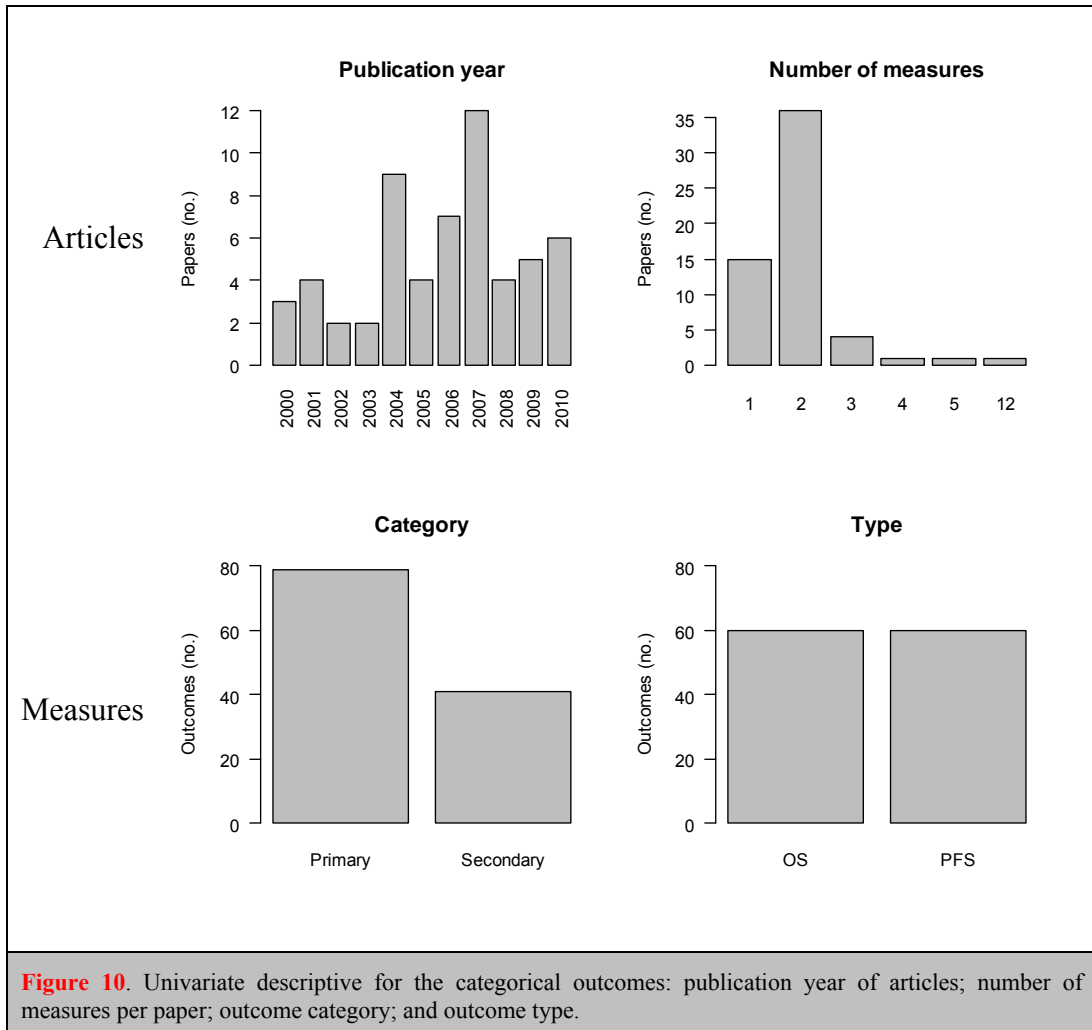 Publication year
Papers (no.)
12
10
8
6
4
2
0
2000
2001
2002
2003
2004
2005
2006
2007
2008
2009
2010
Number of measures
Papers (no.)
35
30
25
20
15
10
5
0
1
2
3
4
5
12
Articles
Category
Outcomes (no.)
80
60
40
20
0
Primary
Secondary
Type
Outcomes (no.)
80
60
40
20
0
OS
PFS
Measures
Figure 10. Univariate descriptive for the categorical outcomes: publication year of articles; number of
measures per paper; outcome category; and outcome type.